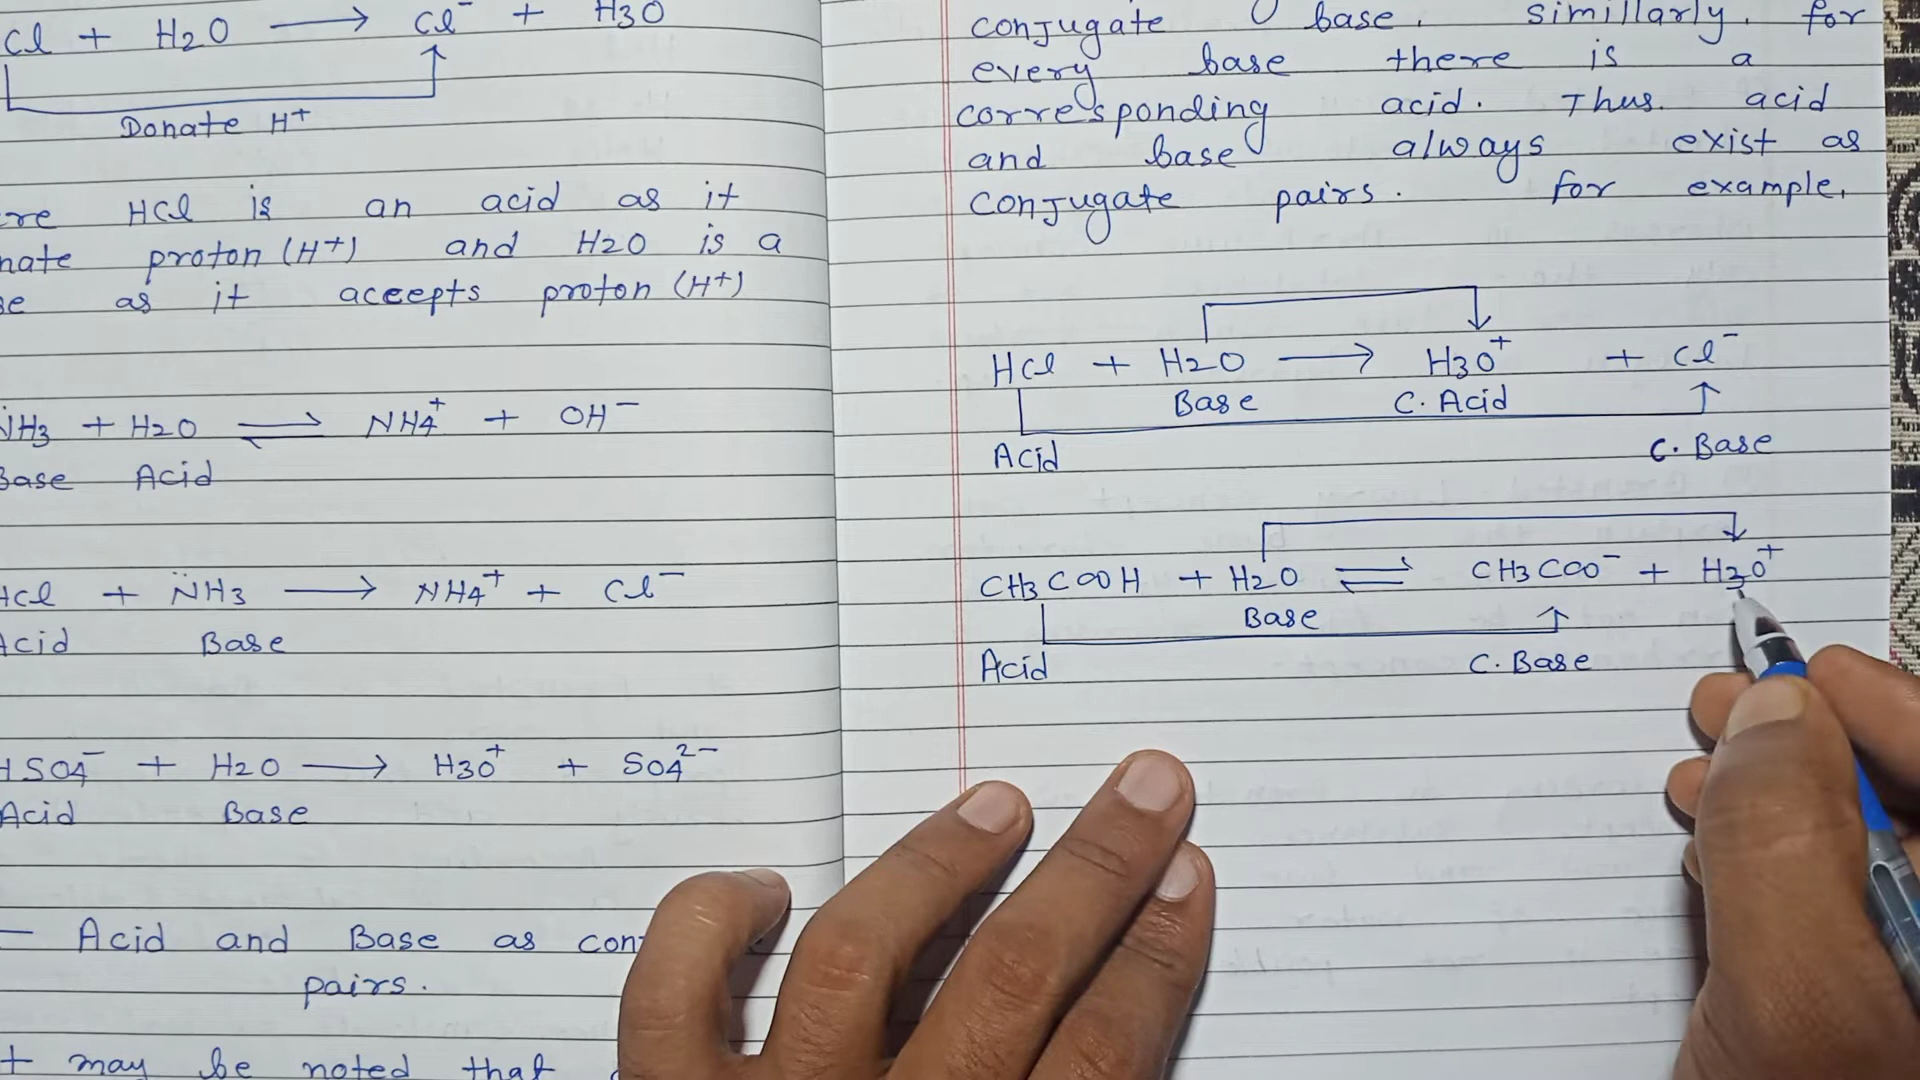 Cl + H2O ⟶ Cl⁻ + H3O
Donate H⁺
HCl is an acid as it
proton (H⁺) and H2O is a
as it aceepts proton (H⁺)
NH3 + H2O ⇌ NH4⁺ + OH⁻
Base Acid
HCl + N̈H3 ⟶ NH4⁺ + Cl⁻
Acid Base
HSO4⁻ + H2O ⟶ H3O⁺ + SO4²⁻
Acid Base
— Acid and Base as con
pairs.
may be noted that
conjugate base. similarly. for
every base there is a
corresponding acid. Thus. acid
and base always exist as
conjugate pairs. for example,
HCl + H2O ⟶ H3O⁺ + Cl⁻
Base C. Acid
Acid C. Base
CH3COOH + H2O ⇌ CH3COO⁻ + H3O⁺
Base
Acid C. Base